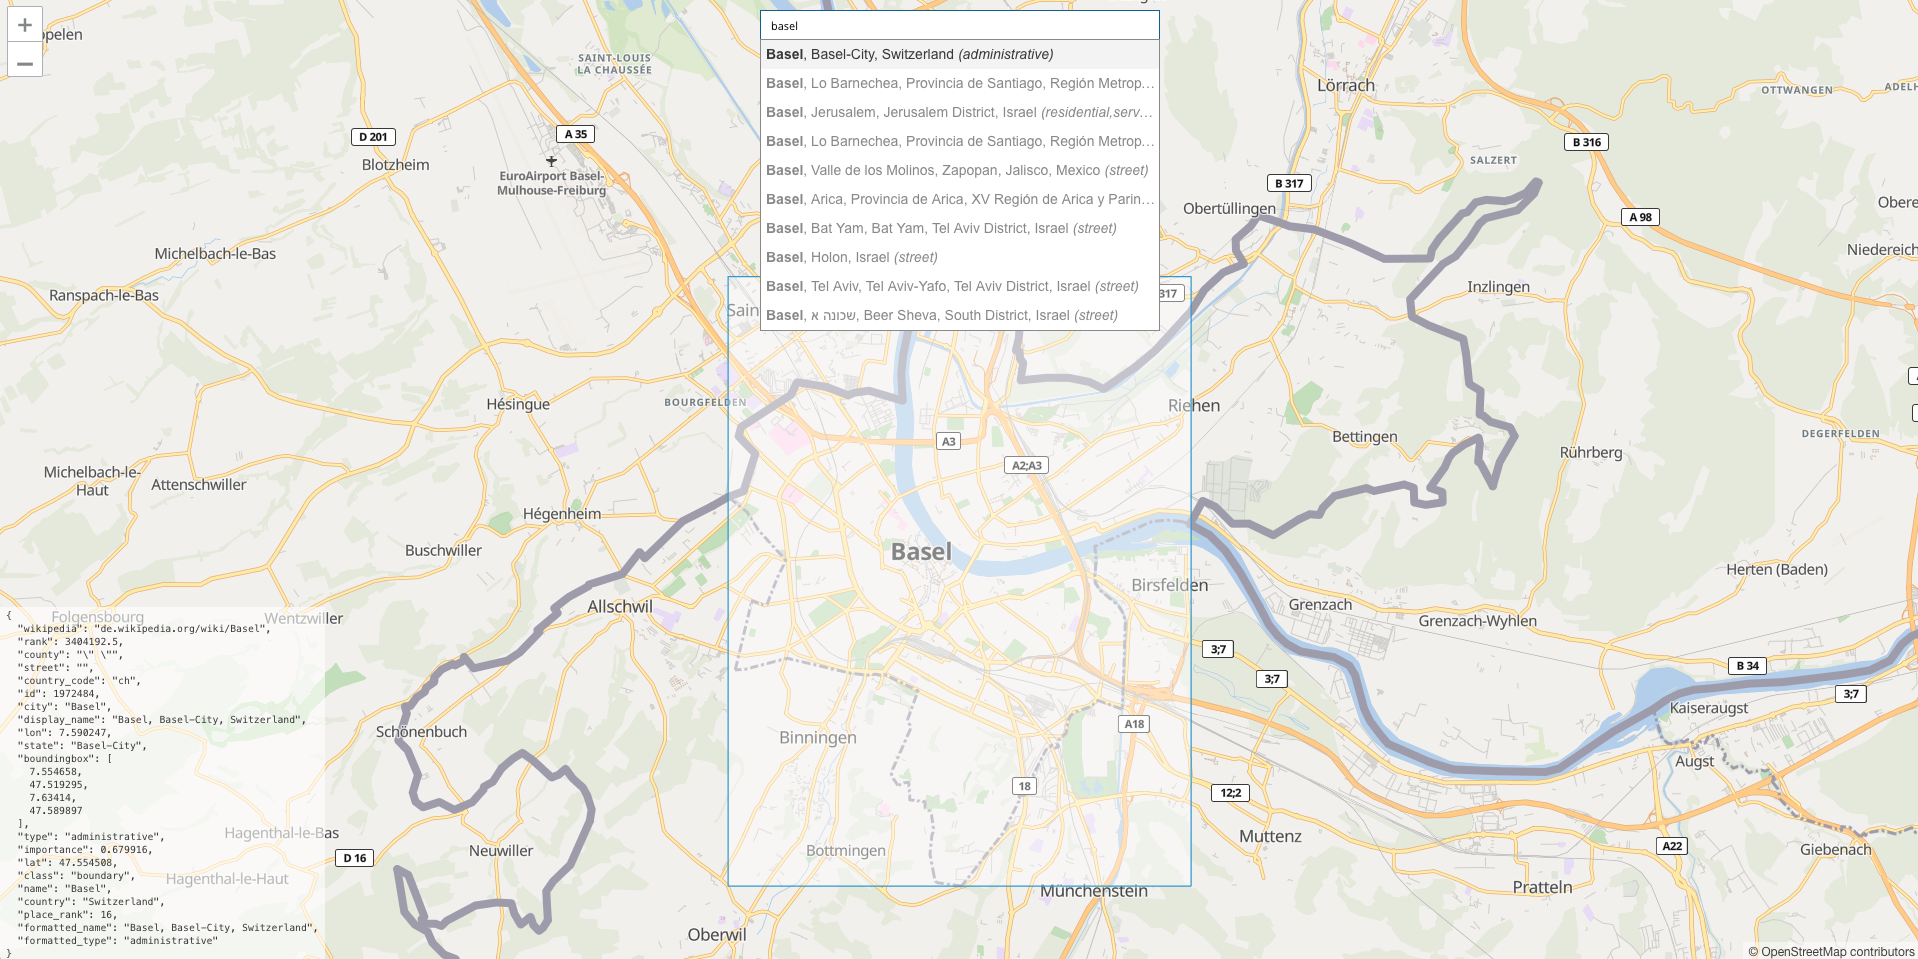 basel
Basel, Basel-City, Switzerland (administrative)
Basel, Lo Barnechea, Provincia de Santiago, Región Metrop...
Basel, Jerusalem, Jerusalem District, Israel (residential,serv...
Basel, Lo Barnechea, Provincia de Santiago, Región Metrop...
Basel, Valle de los Molinos, Zapopan, Jalisco, Mexico (street)
Basel, Arica, Provincia de Arica, XV Región de Arica y Parin...
Basel, Bat Yam, Bat Yam, Tel Aviv District, Israel (street)
Basel, Holon, Israel (street)
Basel, Tel Aviv, Tel Aviv-Yafo, Tel Aviv District, Israel (street)
Basel, שכונה א, Beer Sheva, South District, Israel (street)
+
−
ppelen
SAINT-LOUIS
LA CHAUSSÉE
Lörrach
OTTWANGEN
ADELH
D 201
A 35
B 316
Blotzheim
SALZERT
EuroAirport Basel-
Mulhouse-Freiburg
B 317
Obertüllingen
A 98
Obere
Michelbach-le-Bas
Niedereich
Ranspach-le-Bas
Inzlingen
317
Sain
Hésingue
BOURGFELDEN
Riehen
A3
Bettingen
DEGERFELDEN
Rührberg
A2;A3
Michelbach-le-
Haut
Attenschwiller
Hégenheim
Buschwiller
Basel
Birsfelden
Herten (Baden)
Allschwil
Grenzach
Grenzach-Wyhlen
Folgensbourg
Wentzwiller
3;7
B 34
3;7
3;7
Kaiseraugst
Schönenbuch
Binningen
A18
Augst
18
12;2
Hagenthal-le-Bas
Muttenz
A22
Neuwiller
Bottmingen
Giebenach
D 16
Hagenthal-le-Haut
Münchenstein
Pratteln
Oberwil
{
"wikipedia": "de.wikipedia.org/wiki/Basel",
"rank": 3404192.5,
"county": "\" \"",
"street": "",
"country_code": "ch",
"id": 1972484,
"city": "Basel",
"display_name": "Basel, Basel-City, Switzerland",
"lon": 7.590247,
"state": "Basel-City",
"boundingbox": [
7.554658,
47.519295,
7.63414,
47.589897
],
"type": "administrative",
"importance": 0.679916,
"lat": 47.554508,
"class": "boundary",
"name": "Basel",
"country": "Switzerland",
"place_rank": 16,
"formatted_name": "Basel, Basel-City, Switzerland",
"formatted_type": "administrative"
}
© OpenStreetMap contributors